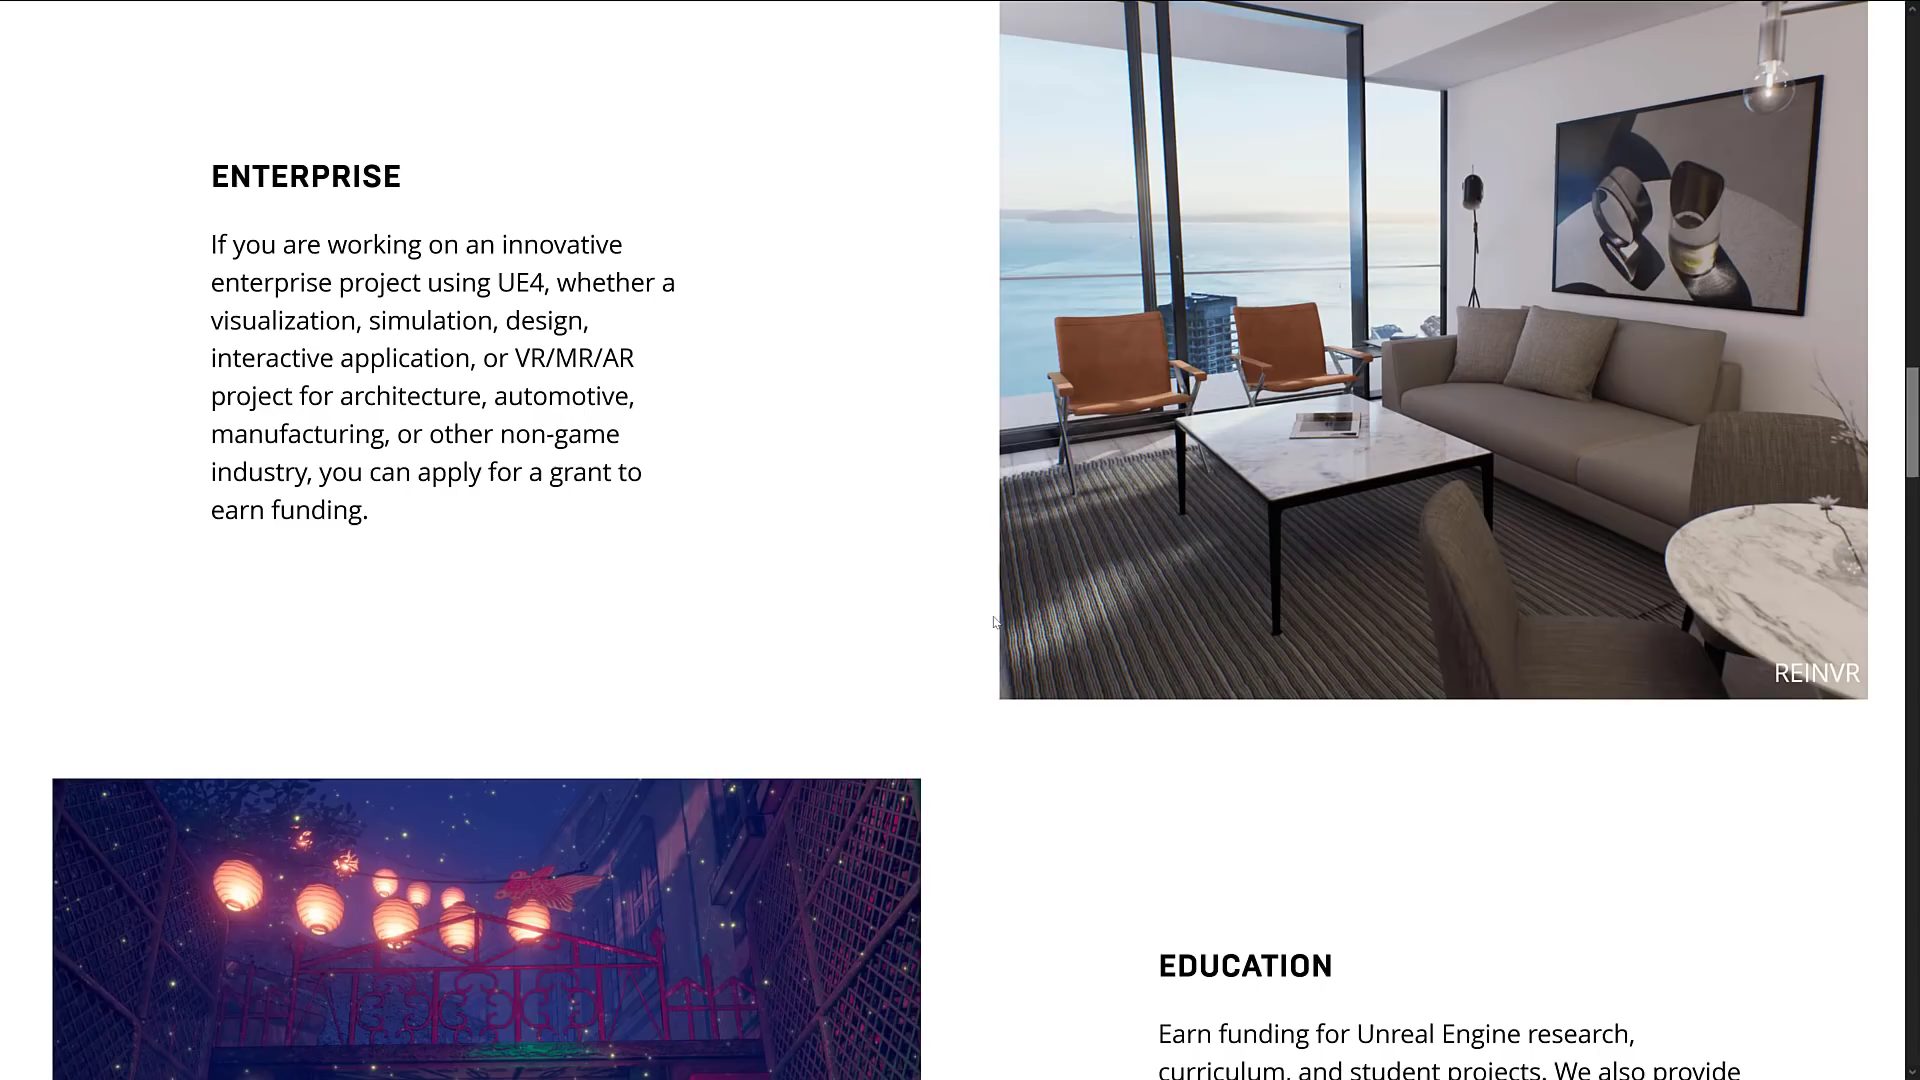 ENTERPRISE
If you are working on an innovative
enterprise project using UE4, whether a
visualization, simulation, design,
interactive application, or VR/MR/AR
project for architecture, automotive,
manufacturing, or other non-game
industry, you can apply for a grant to
earn funding.
REINVR
EDUCATION
Earn funding for Unreal Engine research,
curriculum, and student projects. We also provide